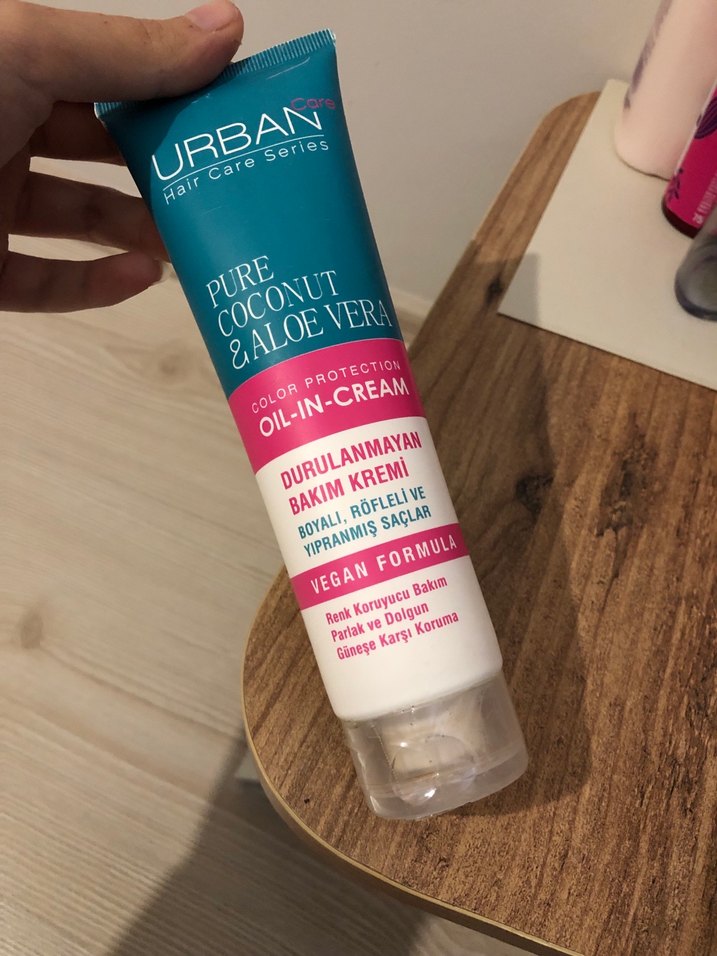 URBAN Care
Hair Care Series
PURE
COCONUT
& ALOE VERA
COLOR PROTECTION
OIL-IN-CREAM
DURULANMAYAN
BAKIM KREMİ
BOYALI, RÖFLELİ VE
YIPRANMIŞ SAÇLAR
VEGAN FORMULA
Renk Koruyucu Bakım
Parlak ve Dolgun
Güneşe Karşı Koruma